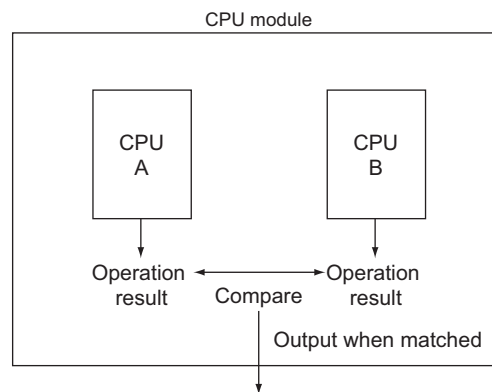 CPU module
CPU
A
CPU
B
Operation
result
Operation
result
Compare
Output when matched